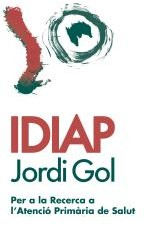 IDIAP
Jordi Gol
Per a la Recerca a
l'Atenció Primària de Salut